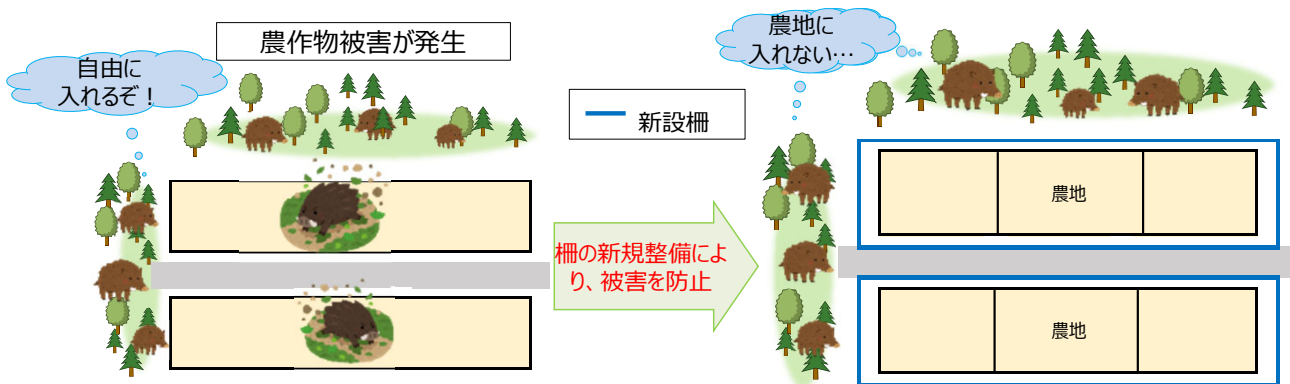 農作物被害が発生
自由に
入れるぞ！
新設柵
農地に
入れない…
柵の新規整備によ
り、被害を防止
農地
農地